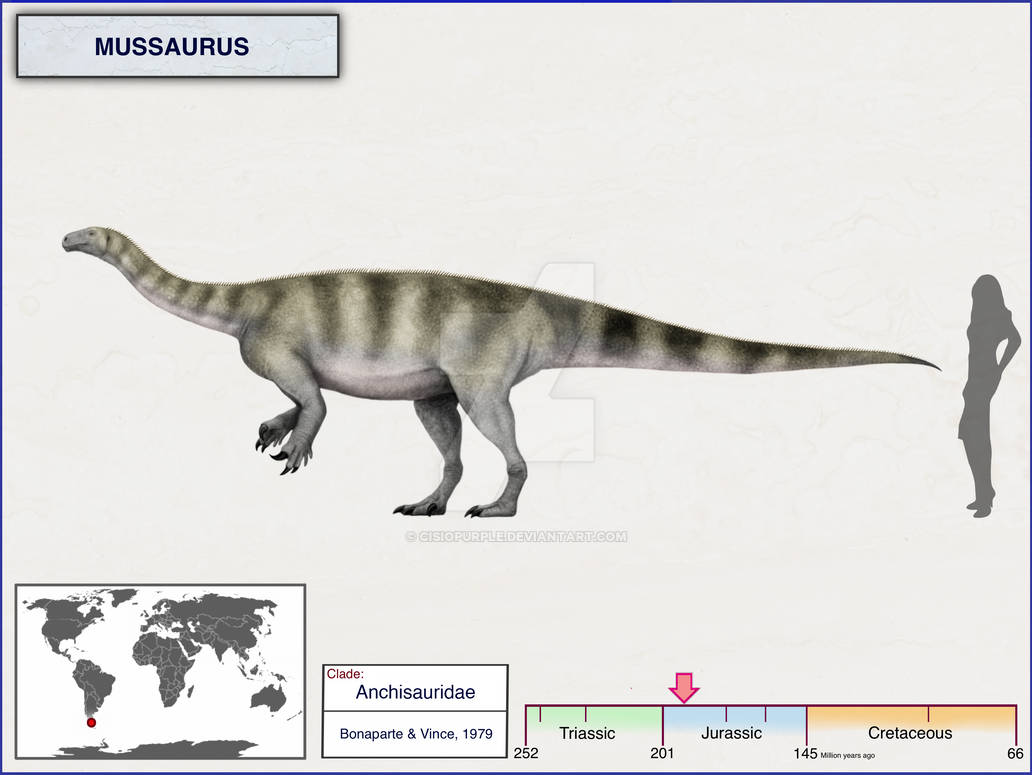 MUSSAURUS
© CISIOPURPLE.DEVIANTART.COM
Clade:
Anchisauridae
Bonaparte & Vince, 1979
Triassic Jurassic Cretaceous
252 201 145 Million years ago 66